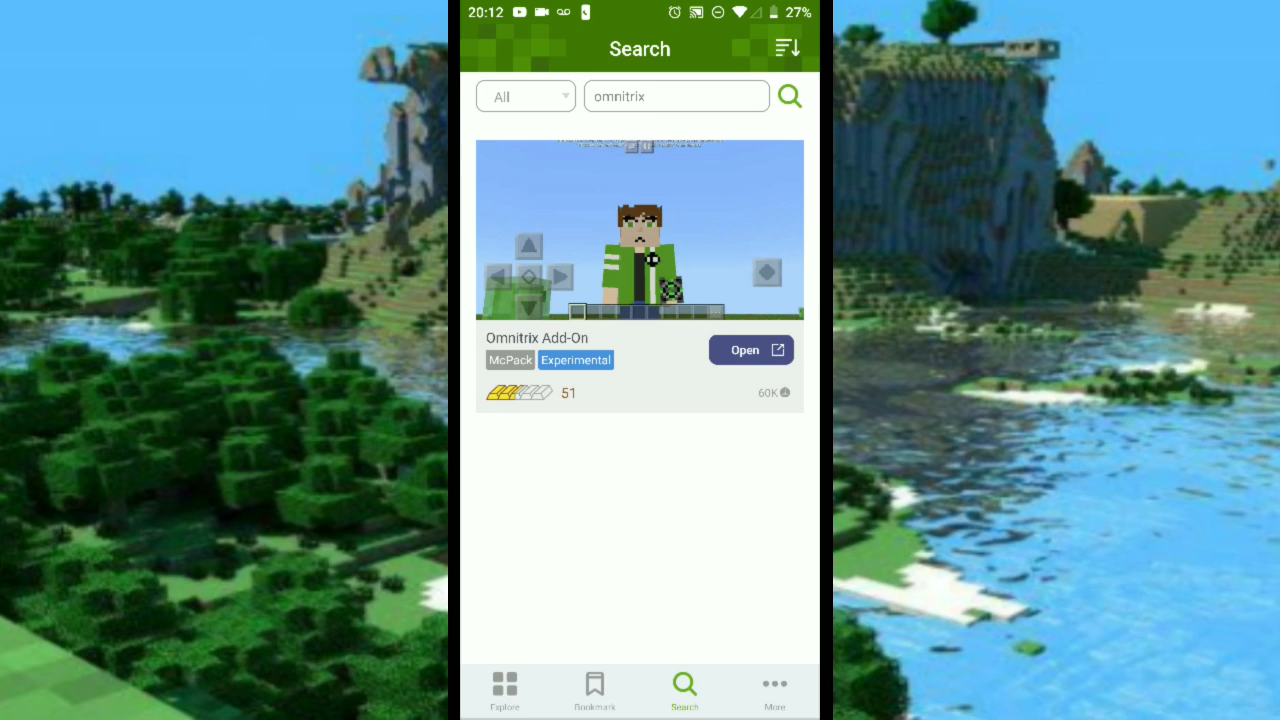 20:12
27%
Search
All
omnitrix
Omnitrix Add-On
McPack
Experimental
Open
51
60K
Explore
Bookmark
Search
More